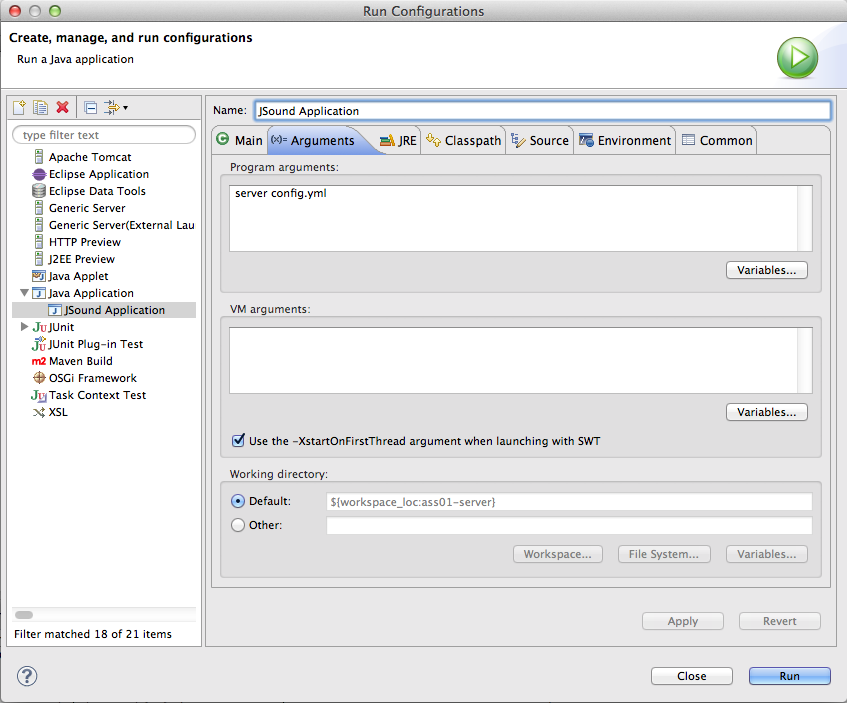 Run Configurations
Create, manage, and run configurations
Run a Java application
type filter text
Apache Tomcat
Eclipse Application
Eclipse Data Tools
Generic Server
Generic Server(External Lau
HTTP Preview
J2EE Preview
Java Applet
Java Application
JSound Application
JUnit
JUnit Plug-in Test
m2 Maven Build
OSGi Framework
Task Context Test
XSL
Filter matched 18 of 21 items
Name: JSound Application
Main (x)= Arguments JRE Classpath Source Environment Common
Program arguments:
server config.yml
Variables...
VM arguments:
Variables...
Use the -XstartOnFirstThread argument when launching with SWT
Working directory:
Default: ${workspace_loc:ass01-server}
Other:
Workspace... File System... Variables...
Apply Revert
? Close Run